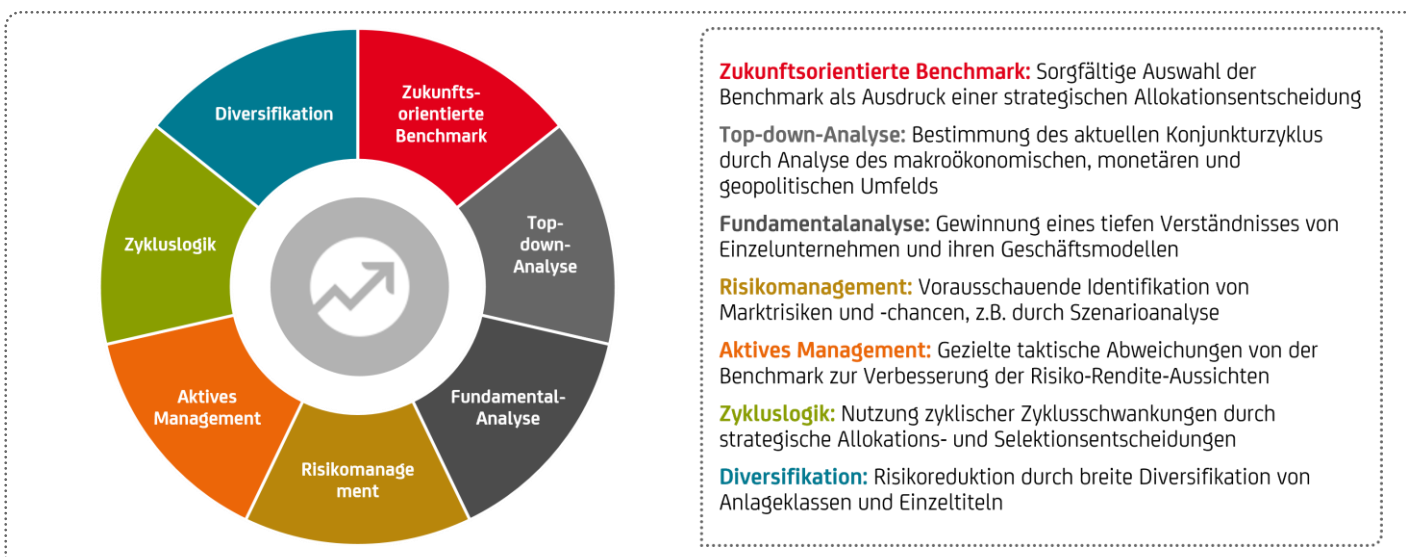 Diversifikation
Zukunfts-
orientierte
Benchmark
Top-
down-
Analyse
Fundamental-
Analyse
Risikomanage
ment
Aktives
Management
Zykluslogik
Zukunftsorientierte Benchmark: Sorgfältige Auswahl der
Benchmark als Ausdruck einer strategischen Allokationsentscheidung
Top-down-Analyse: Bestimmung des aktuellen Konjunkturzyklus
durch Analyse des makroökonomischen, monetären und
geopolitischen Umfelds
Fundamentalanalyse: Gewinnung eines tiefen Verständnisses von
Einzelunternehmen und ihren Geschäftsmodellen
Risikomanagement: Vorausschauende Identifikation von
Marktrisiken und -chancen, z.B. durch Szenarioanalyse
Aktives Management: Gezielte taktische Abweichungen von der
Benchmark zur Verbesserung der Risiko-Rendite-Aussichten
Zykluslogik: Nutzung zyklischer Zyklusschwankungen durch
strategische Allokations- und Selektionsentscheidungen
Diversifikation: Risikoreduktion durch breite Diversifikation von
Anlageklassen und Einzeltiteln